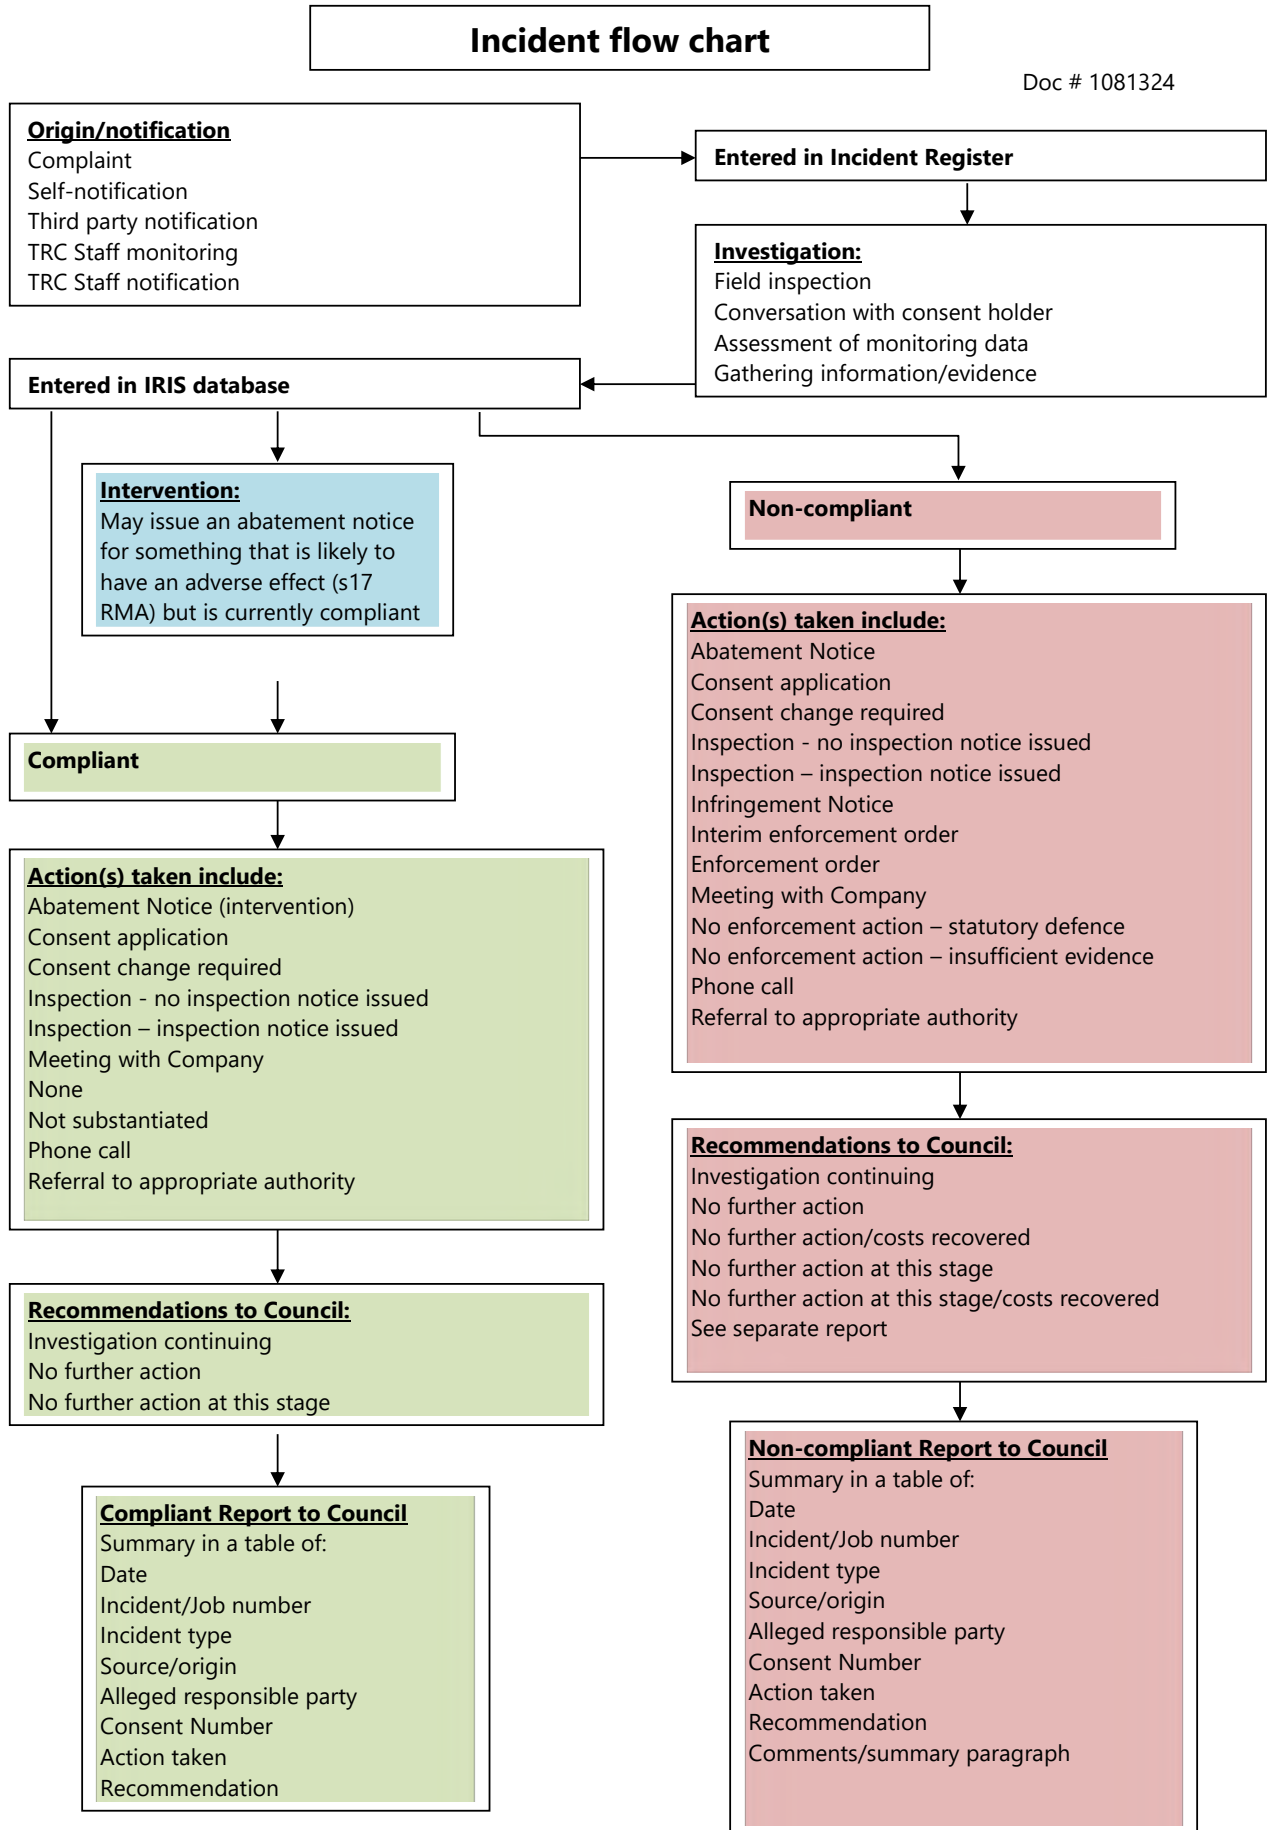 Incident flow chart
Doc # 1081324
Origin/notification
Complaint
Self-notification
Third party notification
TRC Staff monitoring
TRC Staff notification
Entered in Incident Register
Investigation:
Field inspection
Conversation with consent holder
Assessment of monitoring data
Gathering information/evidence
Entered in IRIS database
Intervention:
May issue an abatement notice
for something that is likely to
have an adverse effect (s17
RMA) but is currently compliant
Non-compliant
Compliant
Action(s) taken include:
Abatement Notice (intervention)
Consent application
Consent change required
Inspection - no inspection notice issued
Inspection – inspection notice issued
Meeting with Company
None
Not substantiated
Phone call
Referral to appropriate authority
Recommendations to Council:
Investigation continuing
No further action
No further action at this stage
Compliant Report to Council
Summary in a table of:
Date
Incident/Job number
Incident type
Source/origin
Alleged responsible party
Consent Number
Action taken
Recommendation
Action(s) taken include:
Abatement Notice
Consent application
Consent change required
Inspection - no inspection notice issued
Inspection – inspection notice issued
Infringement Notice
Interim enforcement order
Enforcement order
Meeting with Company
No enforcement action – statutory defence
No enforcement action – insufficient evidence
Phone call
Referral to appropriate authority
Recommendations to Council:
Investigation continuing
No further action
No further action/costs recovered
No further action at this stage
No further action at this stage/costs recovered
See separate report
Non-compliant Report to Council
Summary in a table of:
Date
Incident/Job number
Incident type
Source/origin
Alleged responsible party
Consent Number
Action taken
Recommendation
Comments/summary paragraph